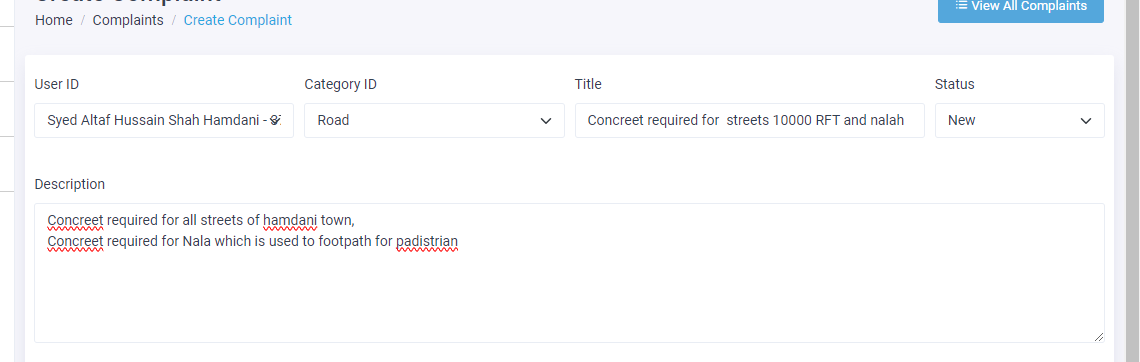 Home / Complaints / Create Complaint
View All Complaints
User ID
Category ID
Title
Status
Syed Altaf Hussain Shah Hamdani -
Road
Concreet required for streets 10000 RFT and nalah
New
Description
Concreet required for all streets of hamdani town,
Concreet required for Nala which is used to footpath for padistrian